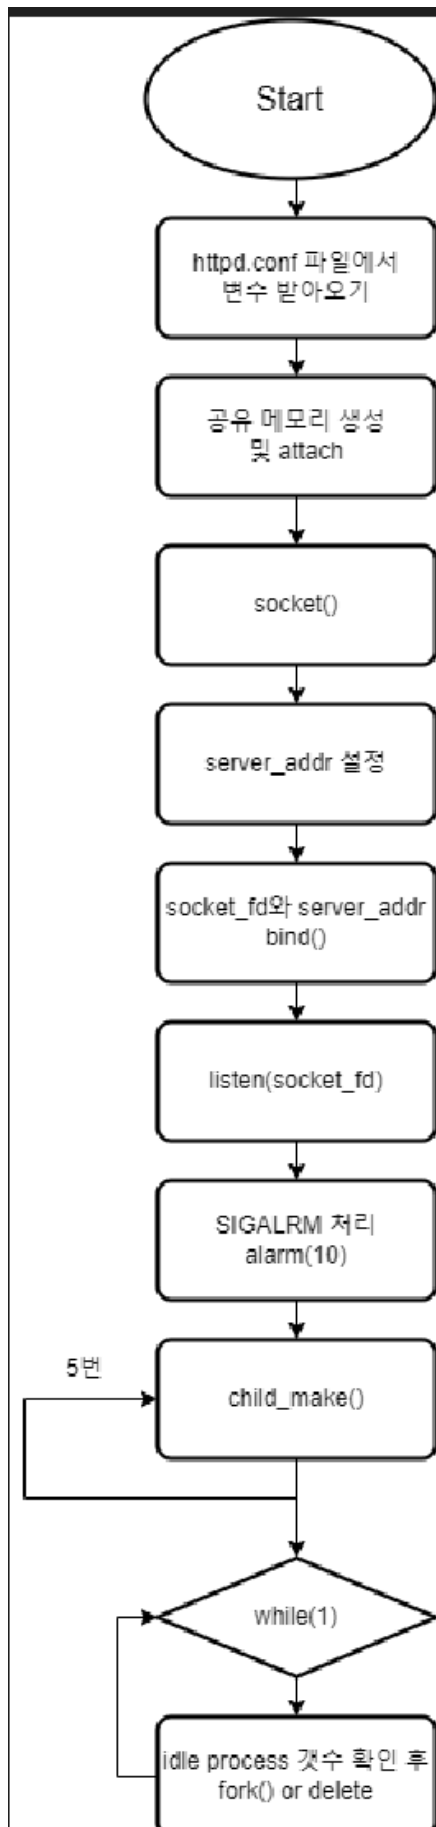 Start
httpd.conf 파일에서
변수 받아오기
공유 메모리 생성
및 attach
socket()
server_addr 설정
socket_fd와 server_addr
bind()
listen(socket_fd)
SIGALRM 처리
alarm(10)
5번
child_make()
while(1)
idle process 갯수 확인 후
fork() or delete